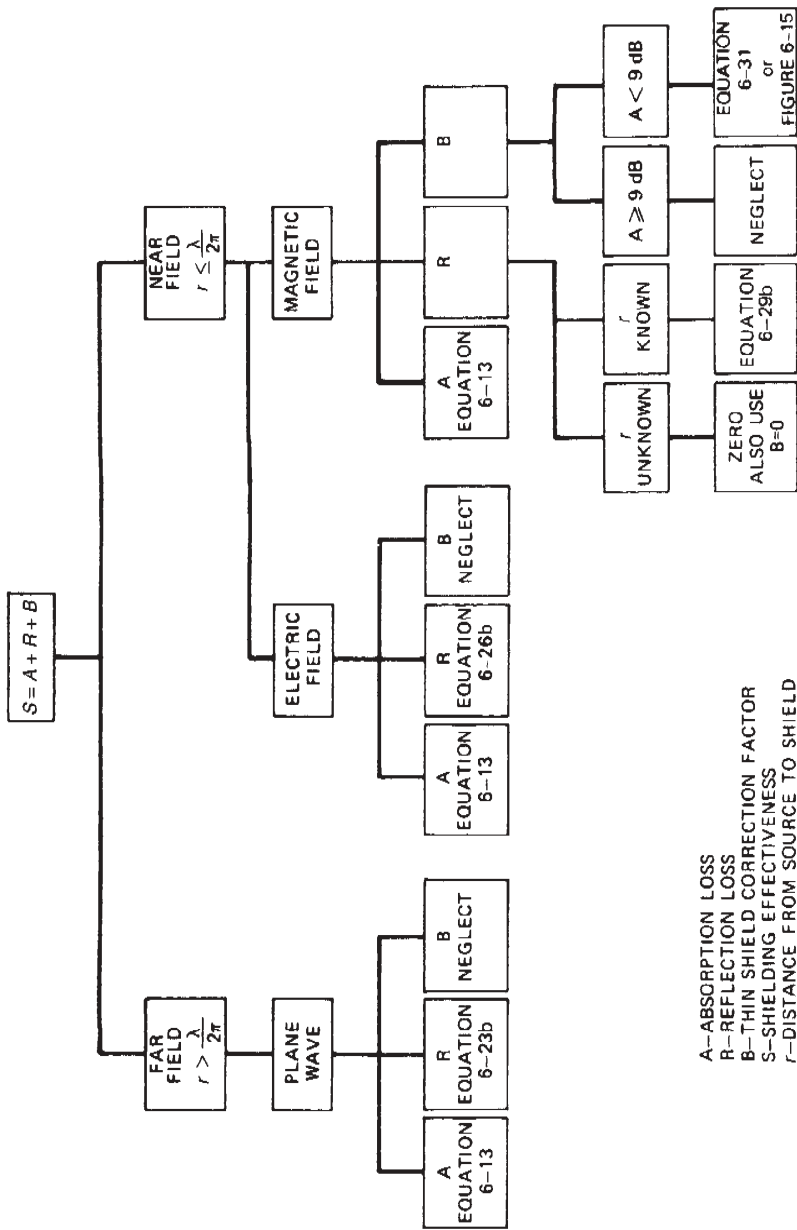 S=A+R+B
FAR
FIELD
r > λ/2π
NEAR
FIELD
r ≤ λ/2π
PLANE
WAVE
ELECTRIC
FIELD
MAGNETIC
FIELD
A
EQUATION
6-13
R
EQUATION
6-23b
B
NEGLECT
A
EQUATION
6-13
R
EQUATION
6-26b
B
NEGLECT
A
EQUATION
6-13
R
B
r
UNKNOWN
r
KNOWN
A ⩾ 9 dB
A < 9 dB
ZERO
ALSO USE
B=0
EQUATION
6-29b
NEGLECT
EQUATION
6-31
or
FIGURE 6-15
A–ABSORPTION LOSS
R–REFLECTION LOSS
B–THIN SHIELD CORRECTION FACTOR
S–SHIELDING EFFECTIVENESS
r–DISTANCE FROM SOURCE TO SHIELD